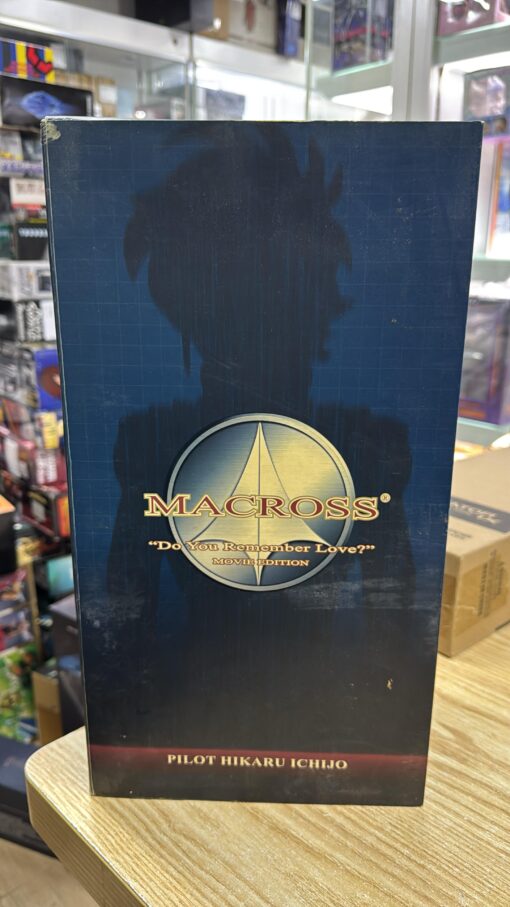 MACROSS®
"Do You Remember Love?"
MOVIE EDITION
PILOT HIKARU ICHIJO